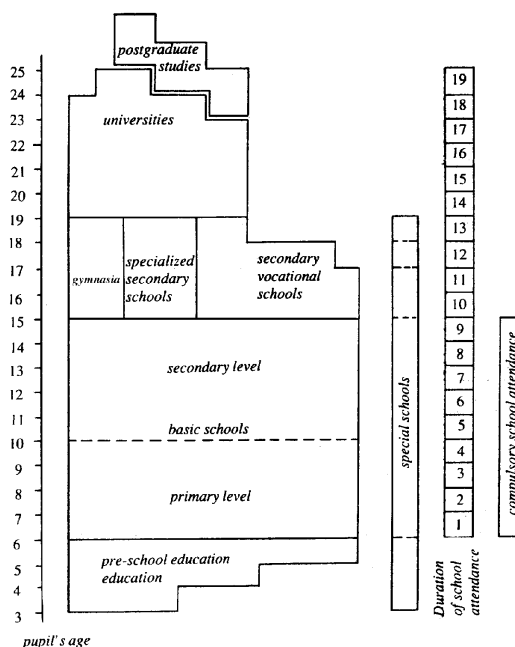 postgraduate
studies
25
24
23
22
21
20
19
18
17
16
15
14
13
12
11
10
9
8
7
6
5
4
3
universities
gymnasia
specialized
secondary
schools
secondary
vocational
schools
secondary level
basic schools
primary level
pre-school education
education
pupil's age
special schools
19
18
17
16
15
14
13
12
11
10
9
8
7
6
5
4
3
2
1
Duration
of school
attendance
compulsory school attendance